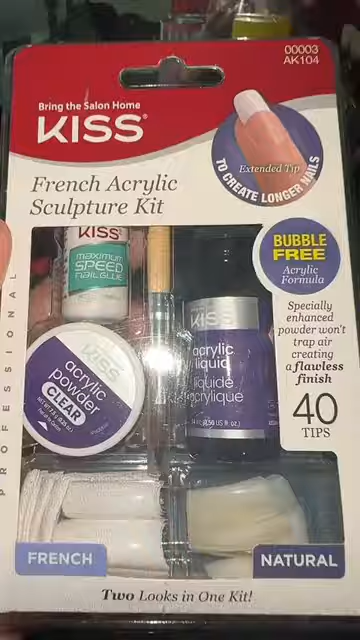 00003
AK104
Bring the Salon Home
KISS®
Extended Tip
TO CREATE LONGER NAILS
French Acrylic
Sculpture Kit
BUBBLE
FREE
Acrylic
Formula
Specially
enhanced
powder won't
trap air
creating
a flawless
finish
40
TIPS
PROFESSIONAL
KISS
maximum
SPEED
NAIL GLUE
KISS
acrylic
powder
CLEAR
KISS
acrylic
liquid
liquide
acrylique
FRENCH
NATURAL
Two Looks in One Kit!